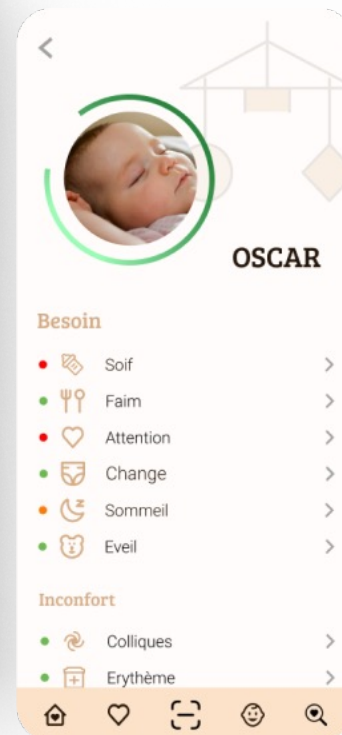 OSCAR
Besoin
Soif
Faim
Attention
Change
Sommeil
Eveil
Inconfort
Colliques
Erythème